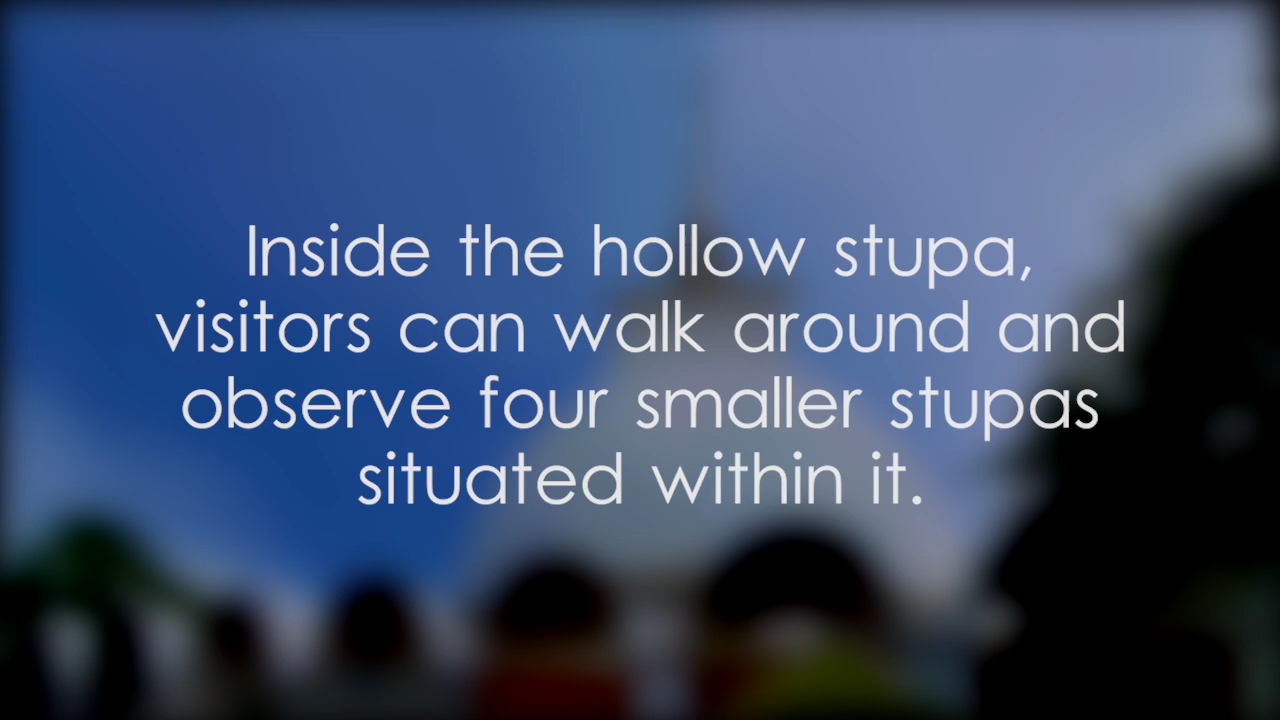 Inside the hollow stupa,
visitors can walk around and
observe four smaller stupas
situated within it.